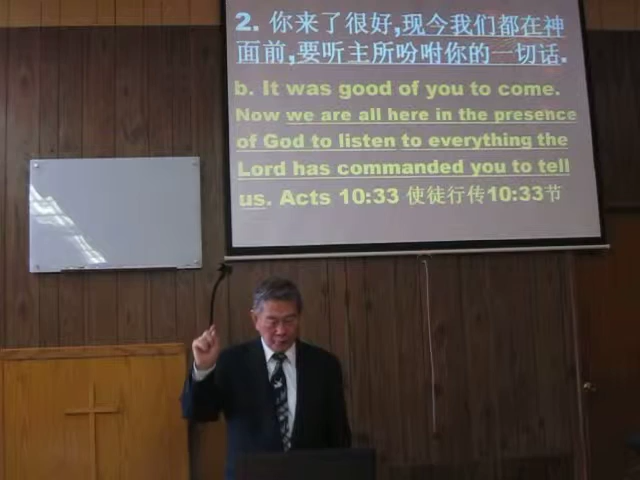 2. 你来了很好,现今我们都在神
面前,要听主所吩咐你的一切话.
b. It was good of you to come.
Now we are all here in the presence
of God to listen to everything the
Lord has commanded you to tell
us. Acts 10:33 使徒行传10:33节